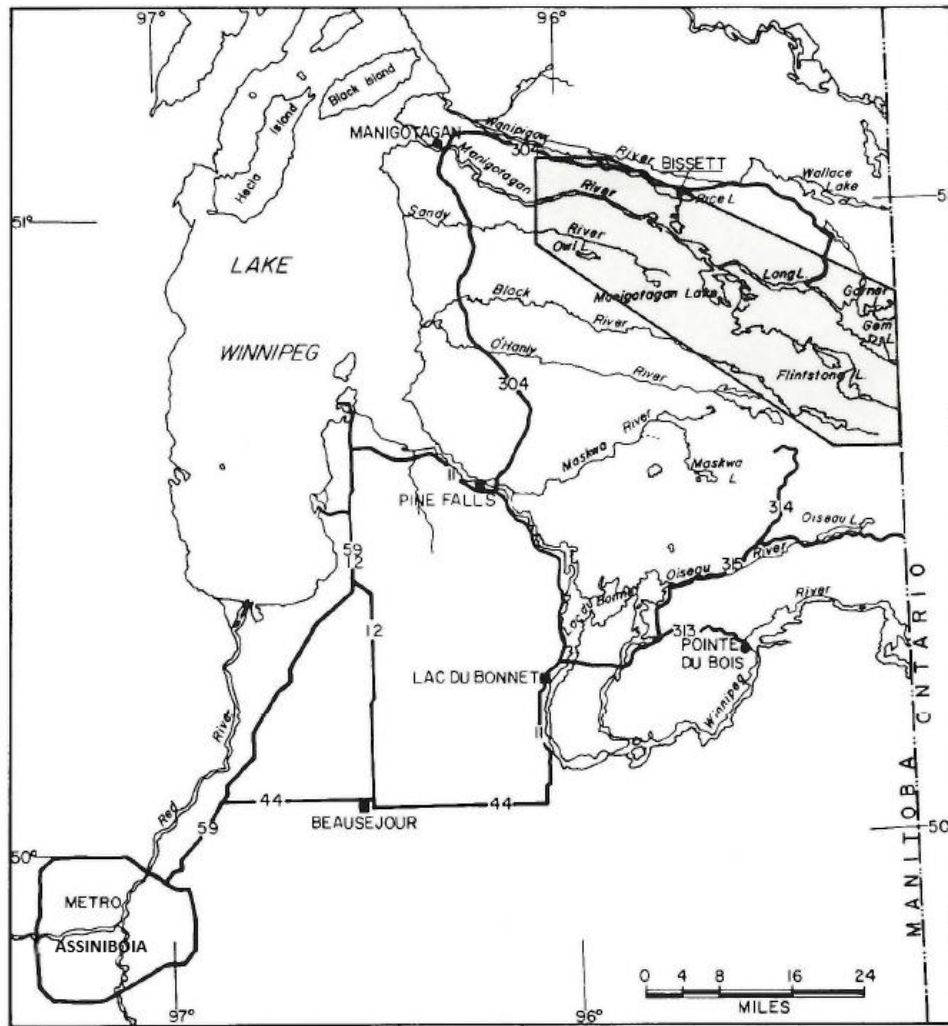 97°
96°
Black Island
Island
Hecla
MANIGOTAGAN
Wanipigow
304
River
BISSETT
Wallace
Lake
Manigotagan
River
Rice L
51°
51
Sandy
River
Owl L.
LAKE
Long L.
Garner
L
Manigotagan Lake
Black
River
Gem
L
WINNIPEG
O'Hanly
River
Flintstone L.
304
Maskwa
River
Maskwa
L
11
PINE FALLS
314
Oiseau L
59
12
315
River
Oiseau
Lac du Bonnet
River
12
313
POINTE
DU BOIS
LAC DU BONNET
Winnipeg
11
River
Red
44
44
BEAUSEJOUR
59
50°
50
METRO
ASSINIBOIA
MANITOBA
ONTARIO
0 4 8 16 24
MILES
97°
96°